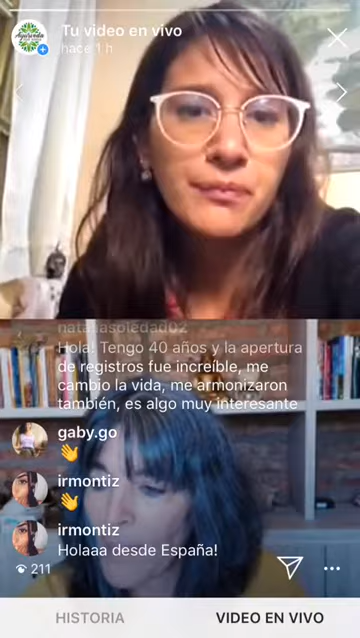 Tu video en vivo
hace 1 h
nataliasoledad02
Hola! Tengo 40 años y la apertura
de registros fue increíble, me
cambio la vida, me armonizaron
también, es algo muy interesante
gaby.go
👋
irmontiz
👋
irmontiz
Holaaa desde España!
211
HISTORIA
VIDEO EN VIVO